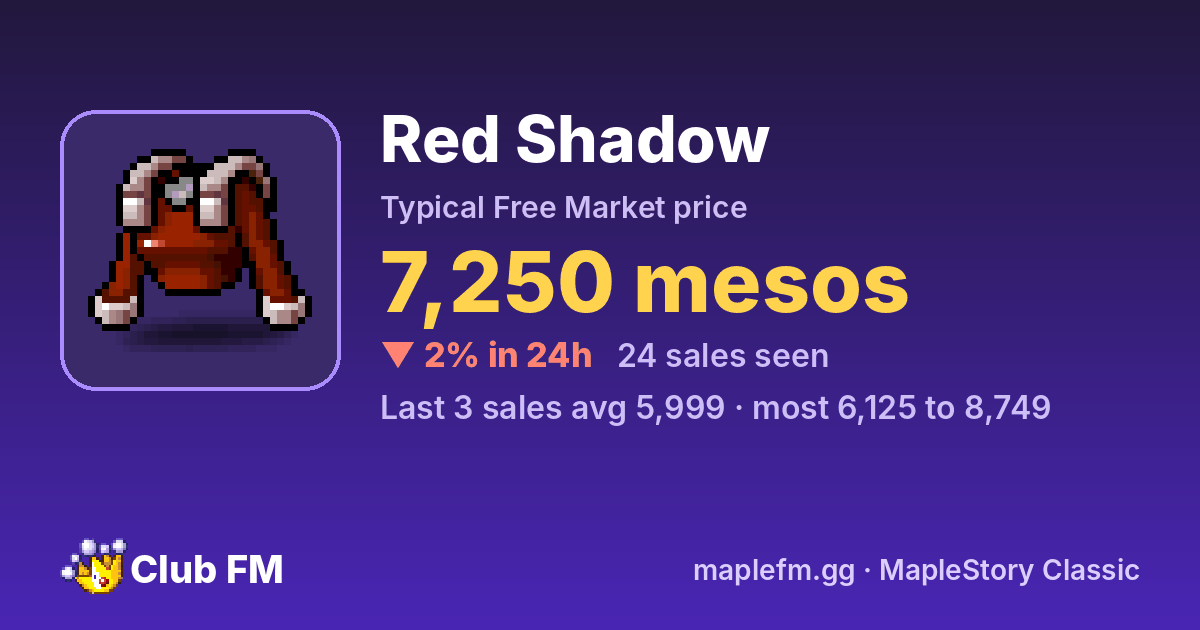 Red Shadow
Typical Free Market price
7,250 mesos
▼ 2% in 24h 24 sales seen
Last 3 sales avg 5,999 · most 6,125 to 8,749
Club FM
maplefm.gg · MapleStory Classic